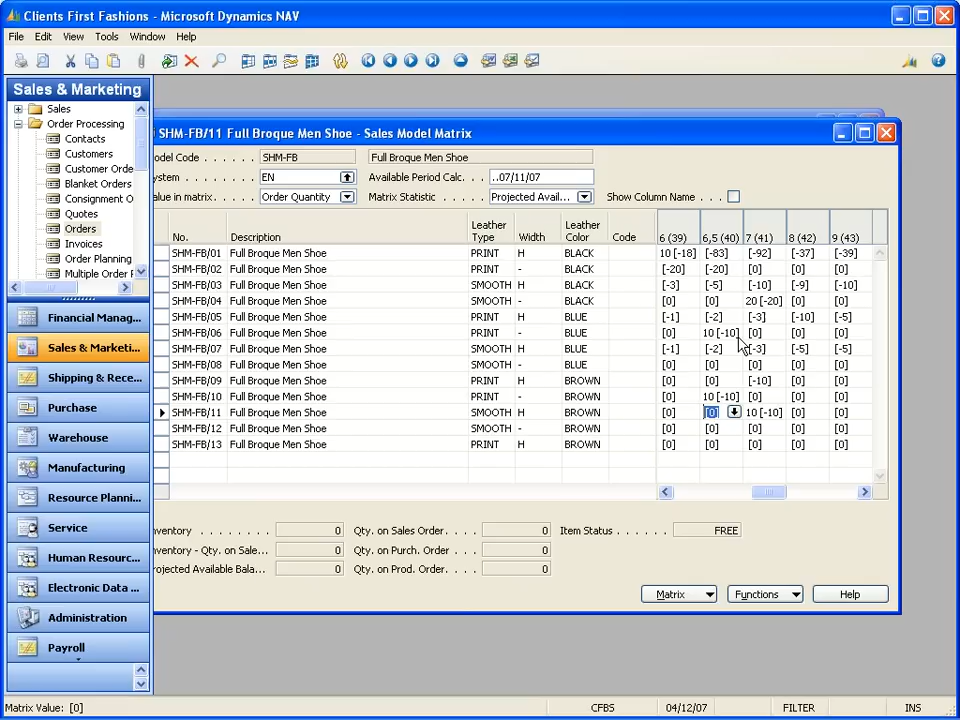 Clients First Fashions - Microsoft Dynamics NAV
File Edit View Tools Window Help
Sales & Marketing
Sales
Order Processing
Contacts
Customers
Customer Orde
Blanket Orders
Consignment O
Quotes
Orders
Invoices
Order Planning
Multiple Order F
Financial Manag...
Sales & Marketi...
Shipping & Rece...
Purchase
Warehouse
Manufacturing
Resource Planni...
Service
Human Resourc...
Electronic Data ...
Administration
Payroll
SHM-FB/11 Full Broque Men Shoe - Sales Model Matrix
odel Code . . . . . . SHM-FB Full Broque Men Shoe
ystem . . . . . . . EN Available Period Calc. . . ..07/11/07
alue in matrix. . . . . Order Quantity Matrix Statistic . . . . . Projected Avail... Show Column Name . . .
No. Description Leather Type Width Leather Color Code 6 (39) 6,5 (40) 7 (41) 8 (42) 9 (43)
SHM-FB/01 Full Broque Men Shoe PRINT H BLACK 10 [-18] [-83] [-92] [-37] [-39]
SHM-FB/02 Full Broque Men Shoe PRINT - BLACK [-20] [-20] [0] [0] [0]
SHM-FB/03 Full Broque Men Shoe SMOOTH H BLACK [-3] [-5] [-10] [-9] [-10]
SHM-FB/04 Full Broque Men Shoe SMOOTH - BLACK [0] [0] 20 [-20] [0] [0]
SHM-FB/05 Full Broque Men Shoe PRINT H BLUE [-1] [-2] [-3] [-10] [-5]
SHM-FB/06 Full Broque Men Shoe PRINT - BLUE [0] 10 [-10] [0] [0] [0]
SHM-FB/07 Full Broque Men Shoe SMOOTH H BLUE [-1] [-2] [-3] [-5] [-5]
SHM-FB/08 Full Broque Men Shoe SMOOTH - BLUE [0] [0] [0] [0] [0]
SHM-FB/09 Full Broque Men Shoe PRINT H BROWN [0] [0] [-10] [0] [0]
SHM-FB/10 Full Broque Men Shoe PRINT - BROWN [0] 10 [-10] [0] [0] [0]
SHM-FB/11 Full Broque Men Shoe SMOOTH H BROWN [0] [0] 10 [-10] [0] [0]
SHM-FB/12 Full Broque Men Shoe SMOOTH - BROWN [0] [0] [0] [0] [0]
SHM-FB/13 Full Broque Men Shoe PRINT H BROWN [0] [0] [0] [0] [0]
nventory . . . . . . . . 0 Qty. on Sales Order. . . . 0 Item Status . . . . . . FREE
nventory - Qty. on Sale... 0 Qty. on Purch. Order . . . 0
rojected Available Bala... 0 Qty. on Prod. Order. . . . 0
Matrix Functions Help
Matrix Value: [0] CFBS 04/12/07 FILTER INS